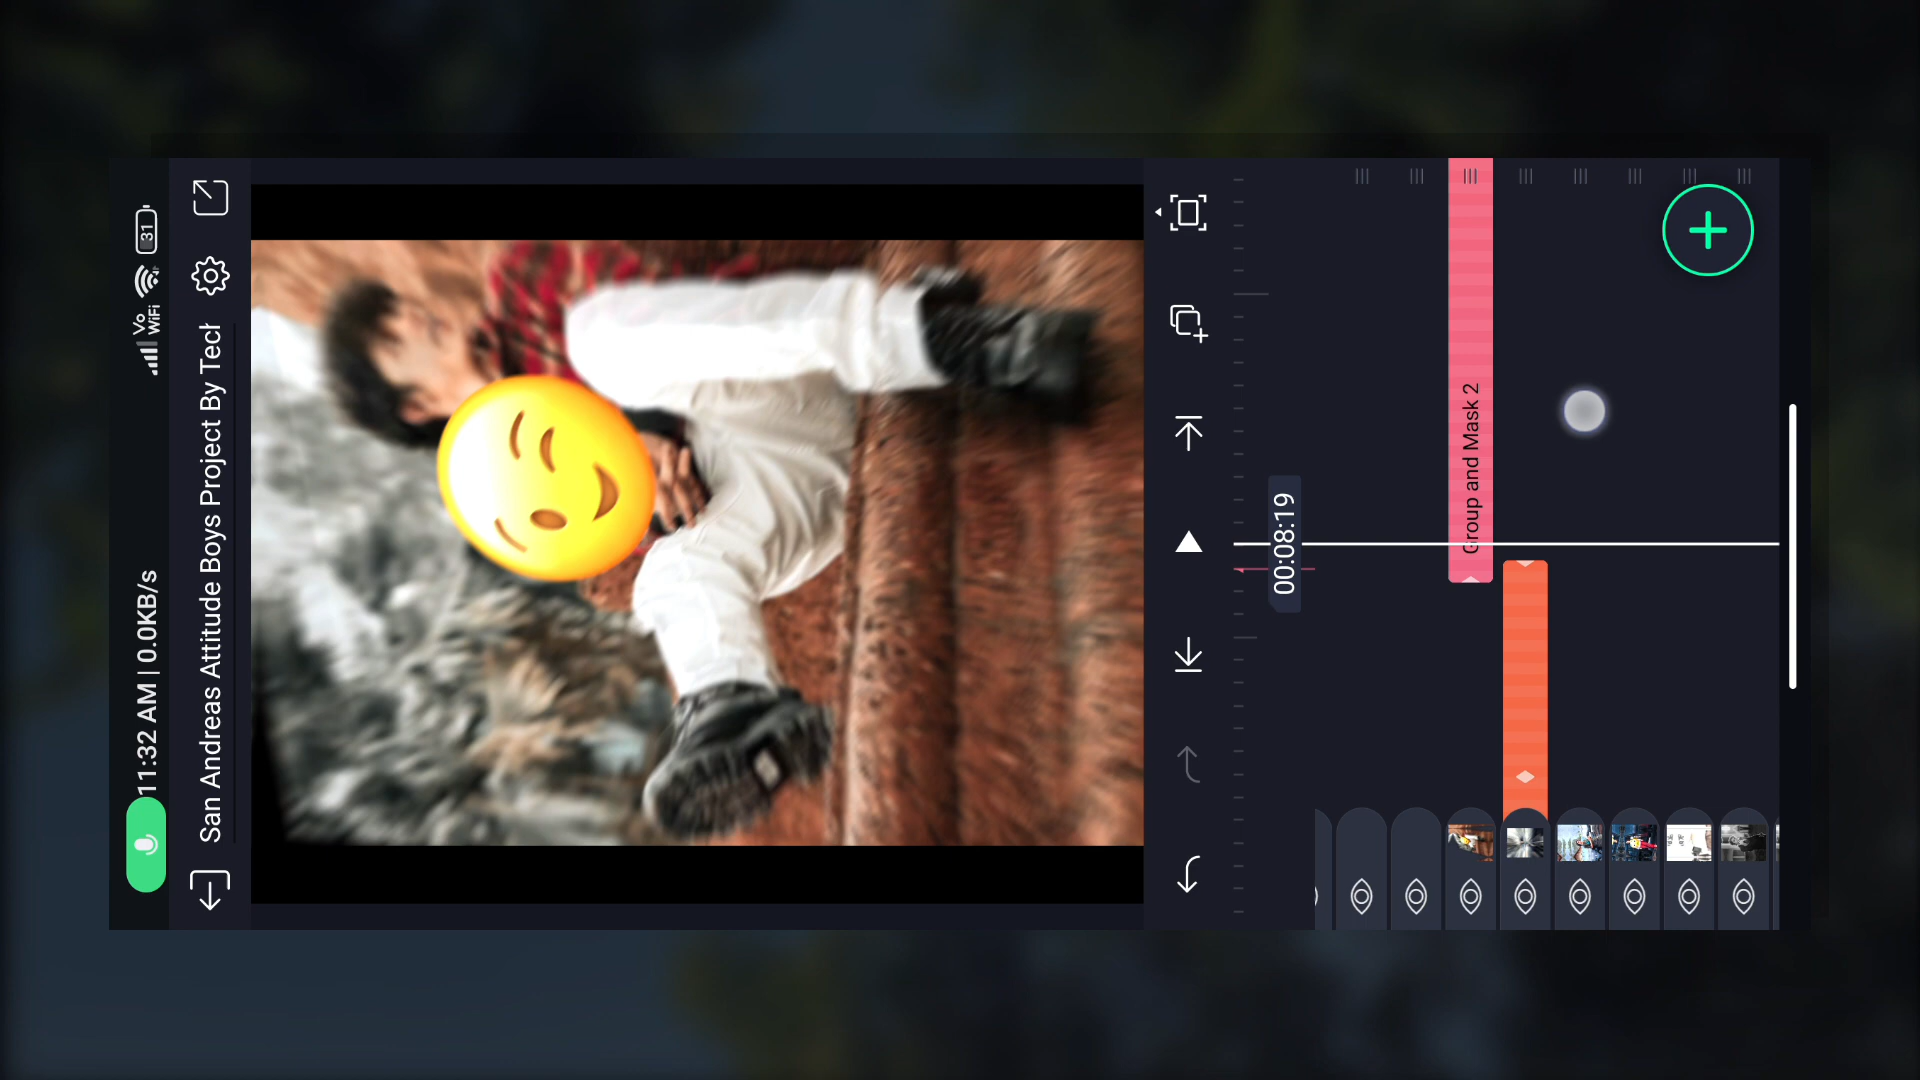 11:32 AM | 0.0KB/s
Vo
WiFi
31
San Andreas Attitude Boys Project By Tech
00:08:19
Group and Mask 2